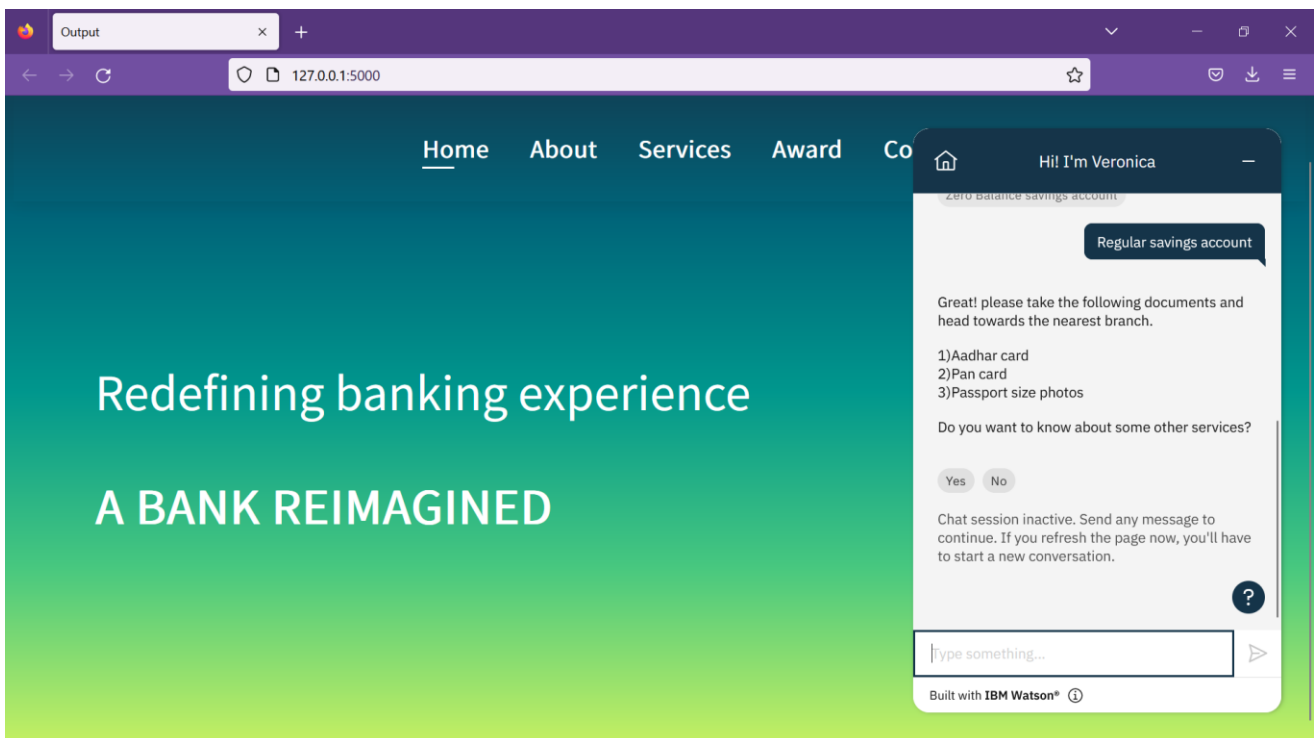 Output
127.0.0.1:5000
Home About Services Award Co
Hi! I'm Veronica
Zero Balance savings account
Regular savings account
Great! please take the following documents and
head towards the nearest branch.
1)Aadhar card
2)Pan card
3)Passport size photos
Do you want to know about some other services?
Yes No
Chat session inactive. Send any message to
continue. If you refresh the page now, you'll have
to start a new conversation.
?
Type something...
Built with IBM Watson®
Redefining banking experience
A BANK REIMAGINED